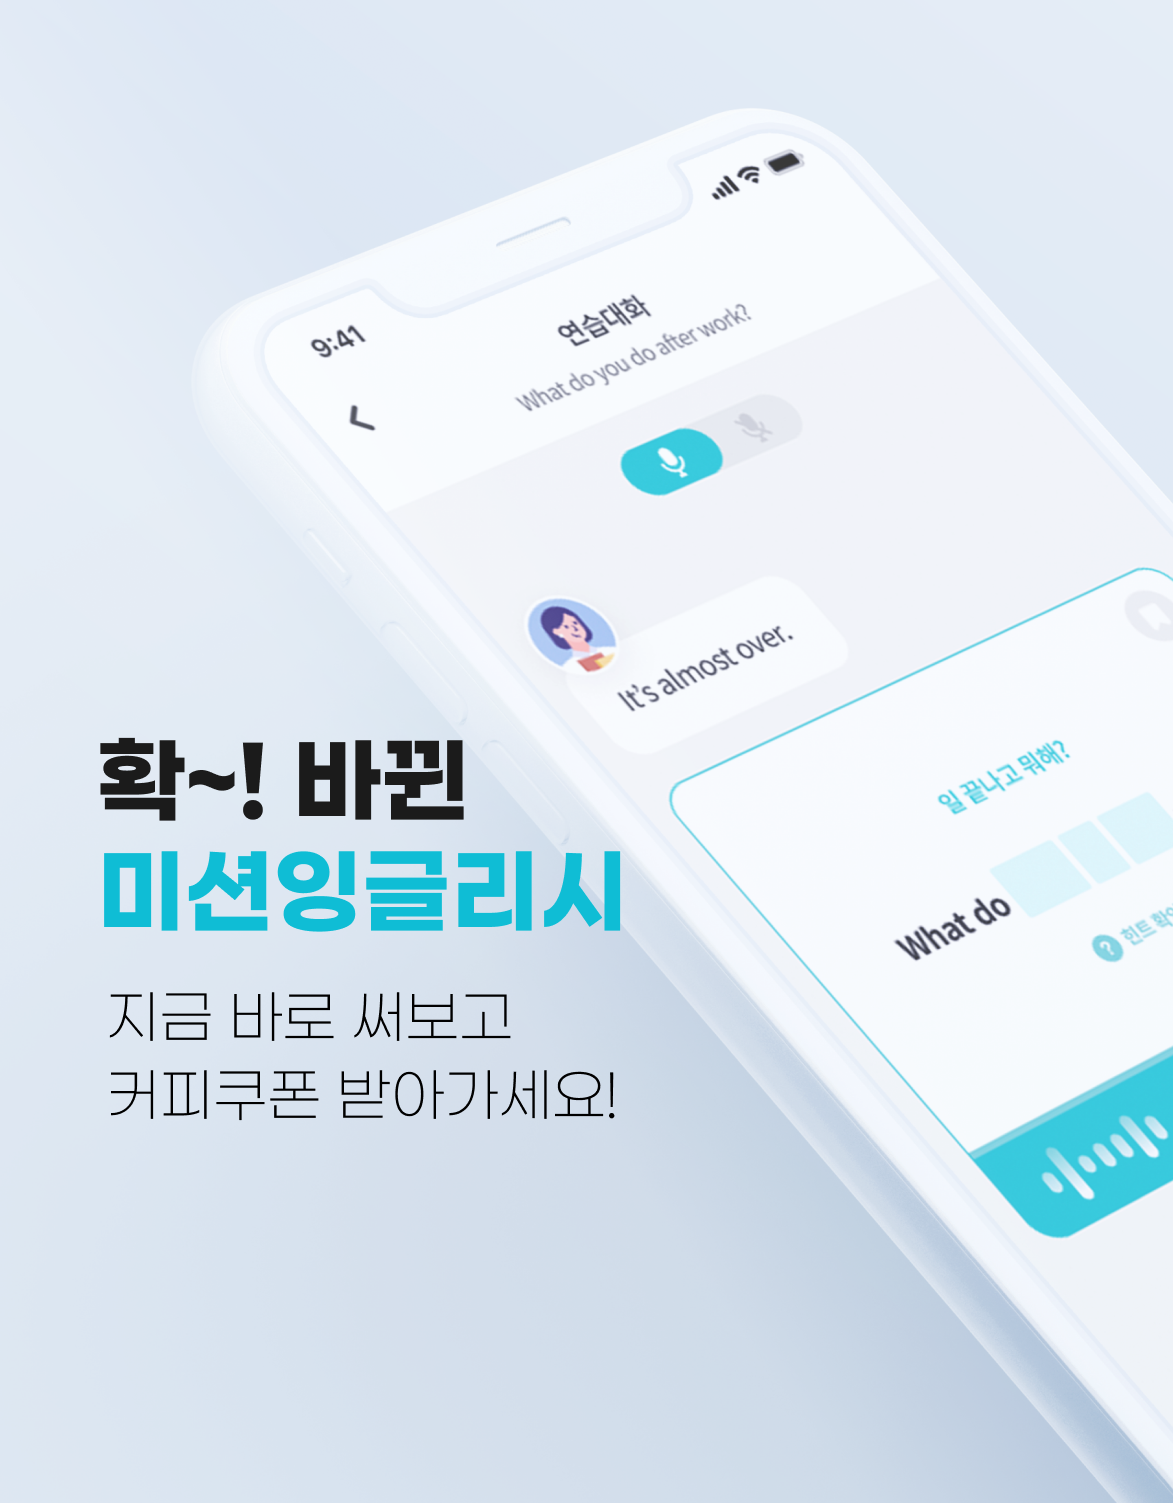 9:41
연습대화
What do you do after work?
It's almost over.
일 끝나고 뭐해?
What do
? 힌트
확~! 바뀐
미션잉글리시
지금 바로 써보고
커피쿠폰 받아가세요!